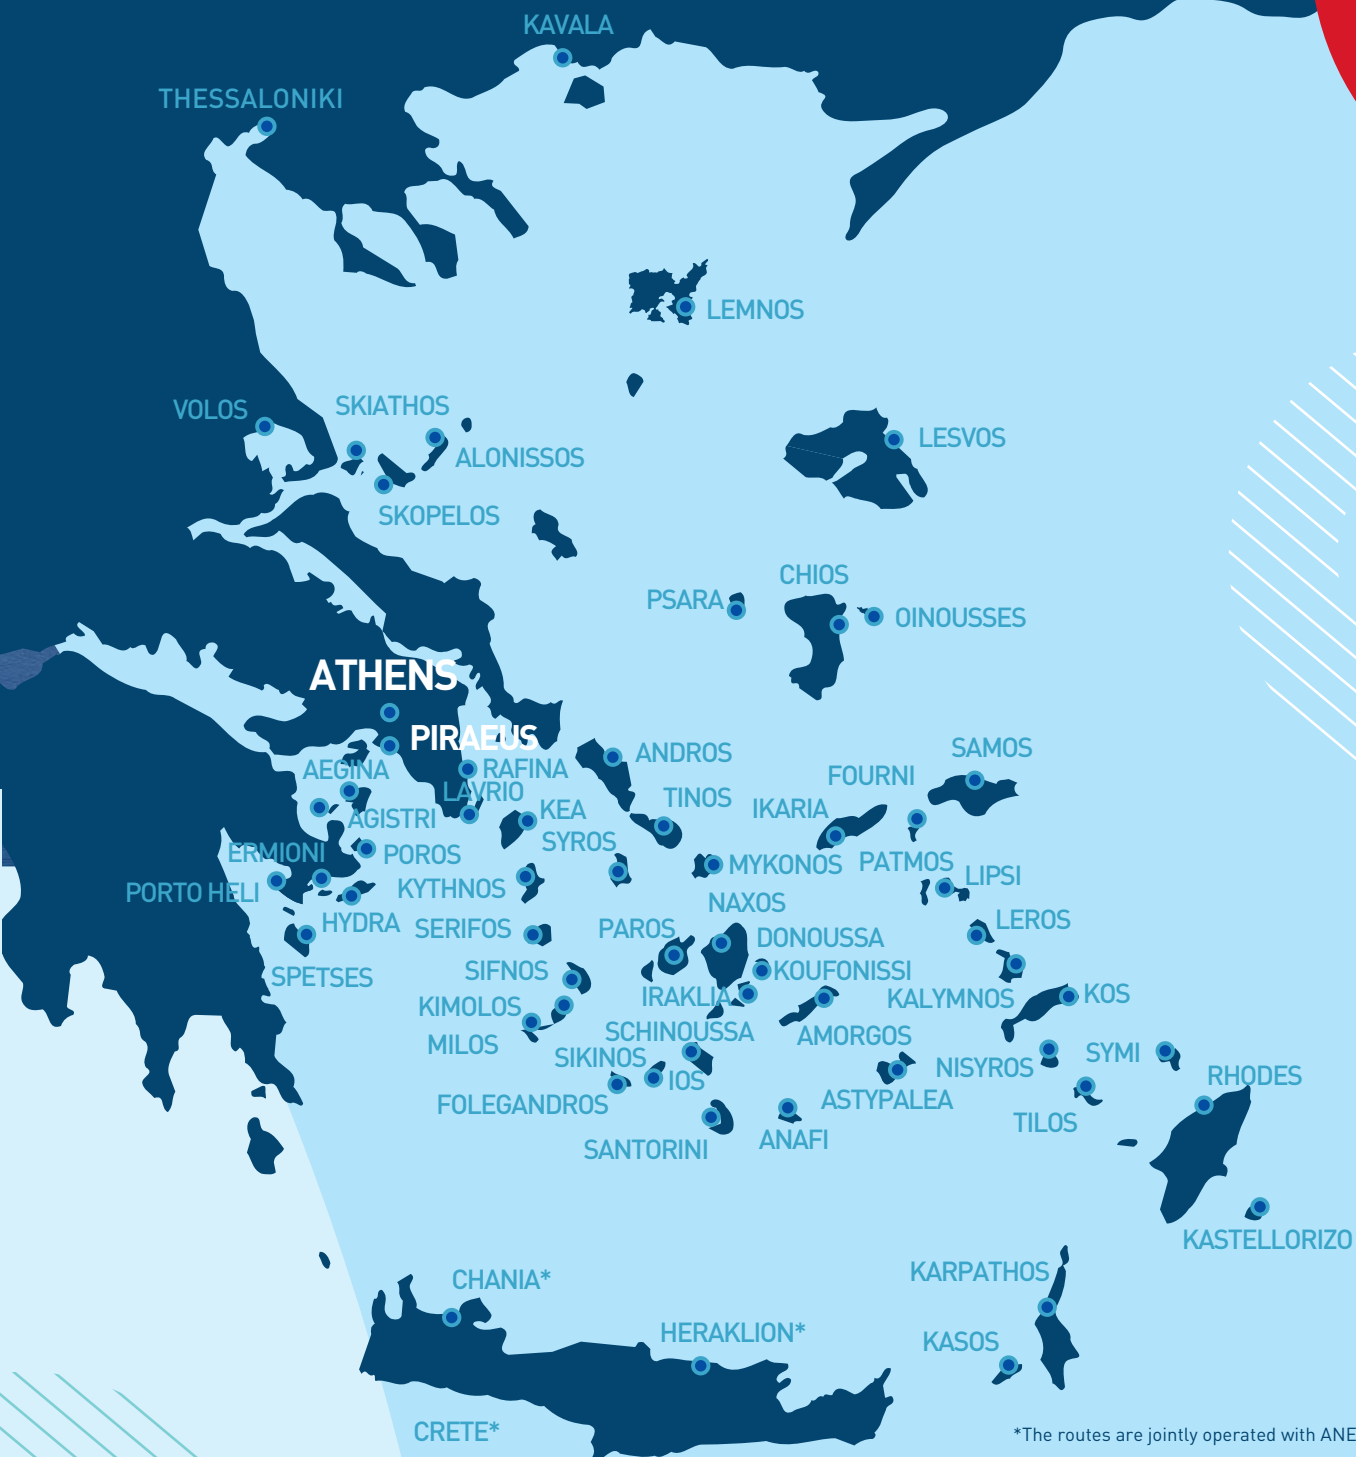 KAVALA
THESSALONIKI
LEMNOS
VOLOS
SKIATHOS
ALONISSOS
LESVOS
SKOPELOS
CHIOS
PSARA
OINOUSSES
ATHENS
PIRAEUS
ANDROS
SAMOS
AEGINA
RAFINA
FOURNI
LAVRIO
TINOS
IKARIA
KEA
AGISTRI
SYROS
ERMIONI
POROS
MYKONOS
PATMOS
LIPSI
PORTO HELI
KYTHNOS
NAXOS
HYDRA
SERIFOS
PAROS
DONOUSSA
LEROS
SPETSES
SIFNOS
KOUFONISSI
IRAKLIA
KALYMNOS
KOS
KIMOLOS
SCHINOUSSA
AMORGOS
MILOS
SIKINOS
NISYROS
SYMI
IOS
RHODES
FOLEGANDROS
ASTYPALEA
TILOS
SANTORINI
ANAFI
KASTELLORIZO
KARPATHOS
CHANIA*
HERAKLION*
KASOS
CRETE*
*The routes are jointly operated with ANE